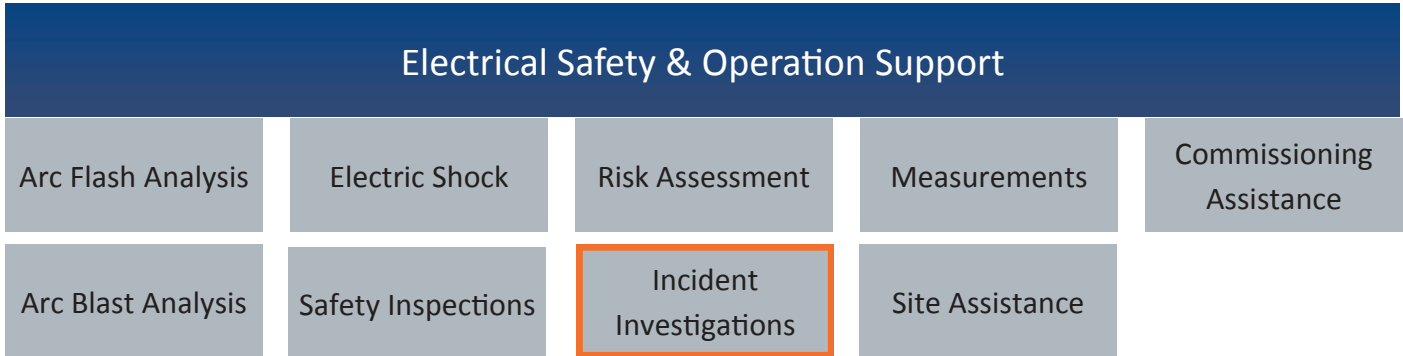 Electrical Safety & Operation Support
Arc Flash Analysis
Electric Shock
Risk Assessment
Measurements
Commissioning
Assistance
Arc Blast Analysis
Safety Inspections
Incident
Investigations
Site Assistance